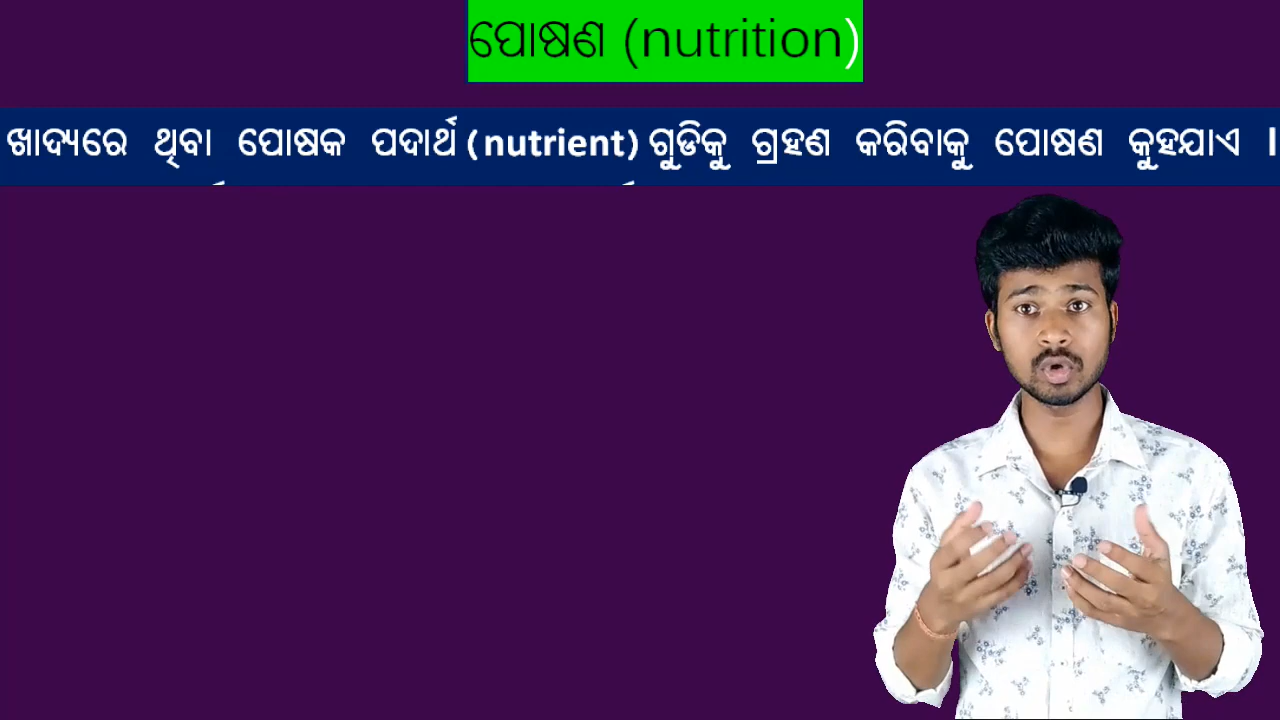 ପୋଷଣ (nutrition)
ଖାଦ୍ୟରେ ଥିବା ପୋଷକ ପଦାର୍ଥ (nutrient) ଗୁଡିକୁ ଗ୍ରହଣ କରିବାକୁ ପୋଷଣ କୁହଯାଏ ।